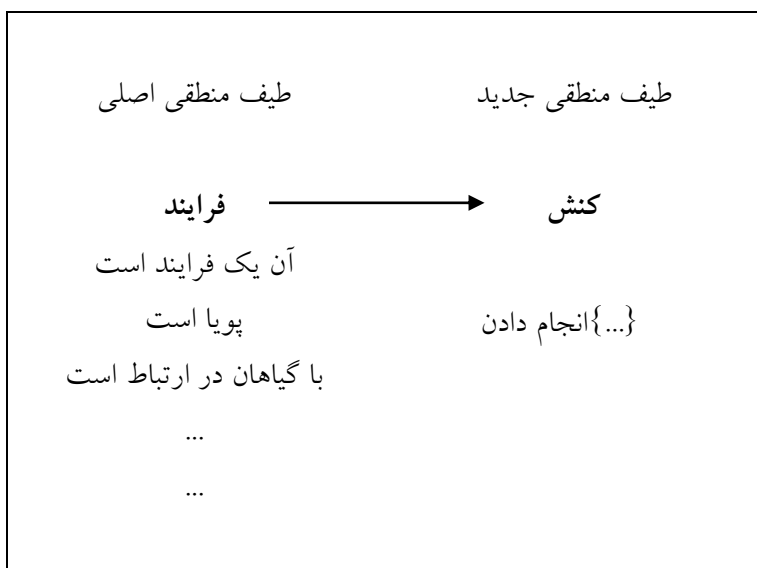 طیف منطقی جدید طیف منطقی اصلی
کنش فرایند
آن یک فرایند است
{...}انجام دادن پویا است
با گیاهان در ارتباط است
...
...